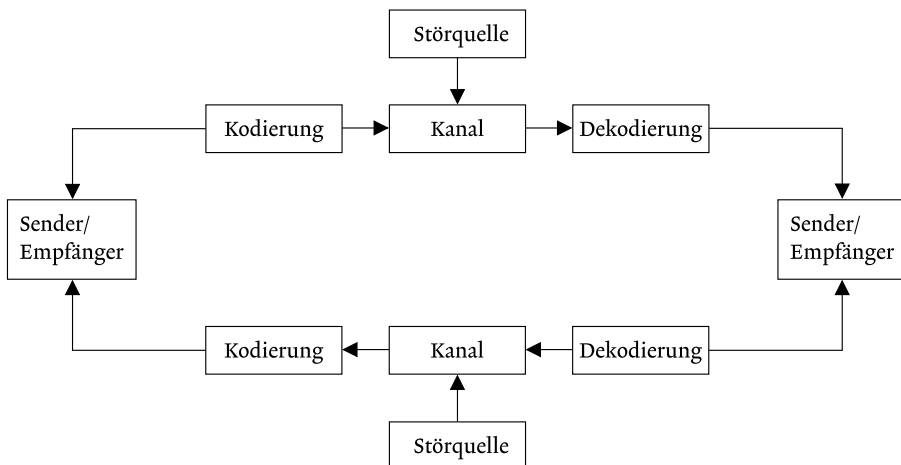 Störquelle
Kodierung
Kanal
Dekodierung
Sender/
Empfänger
Sender/
Empfänger
Kodierung
Kanal
Dekodierung
Störquelle